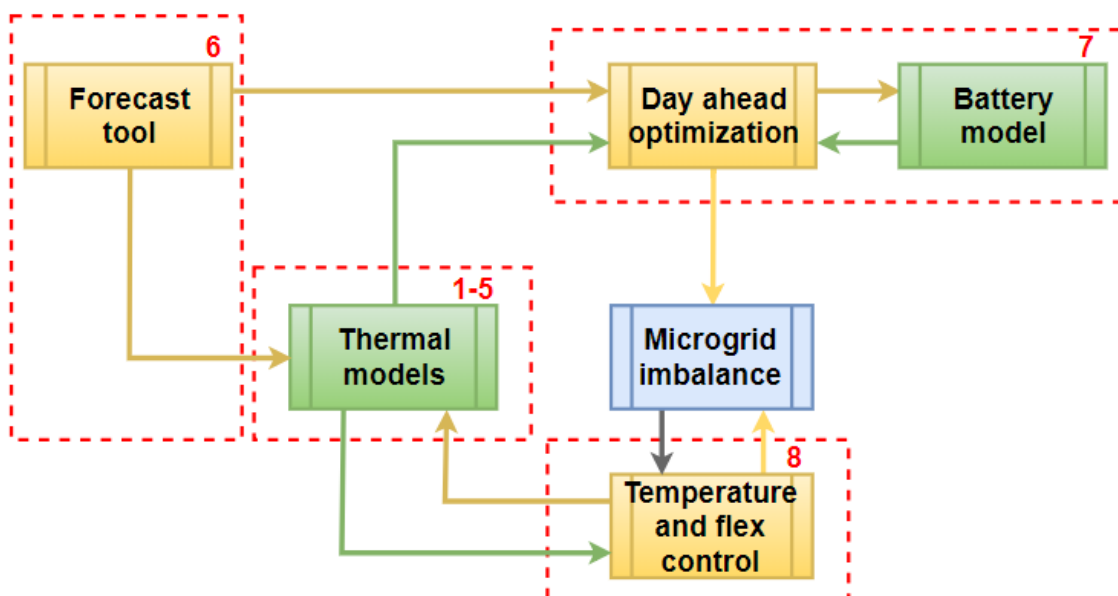 6
Forecast
tool
Day ahead
optimization
7
Battery
model
1-5
Thermal
models
Microgrid
imbalance
8
Temperature
and flex
control